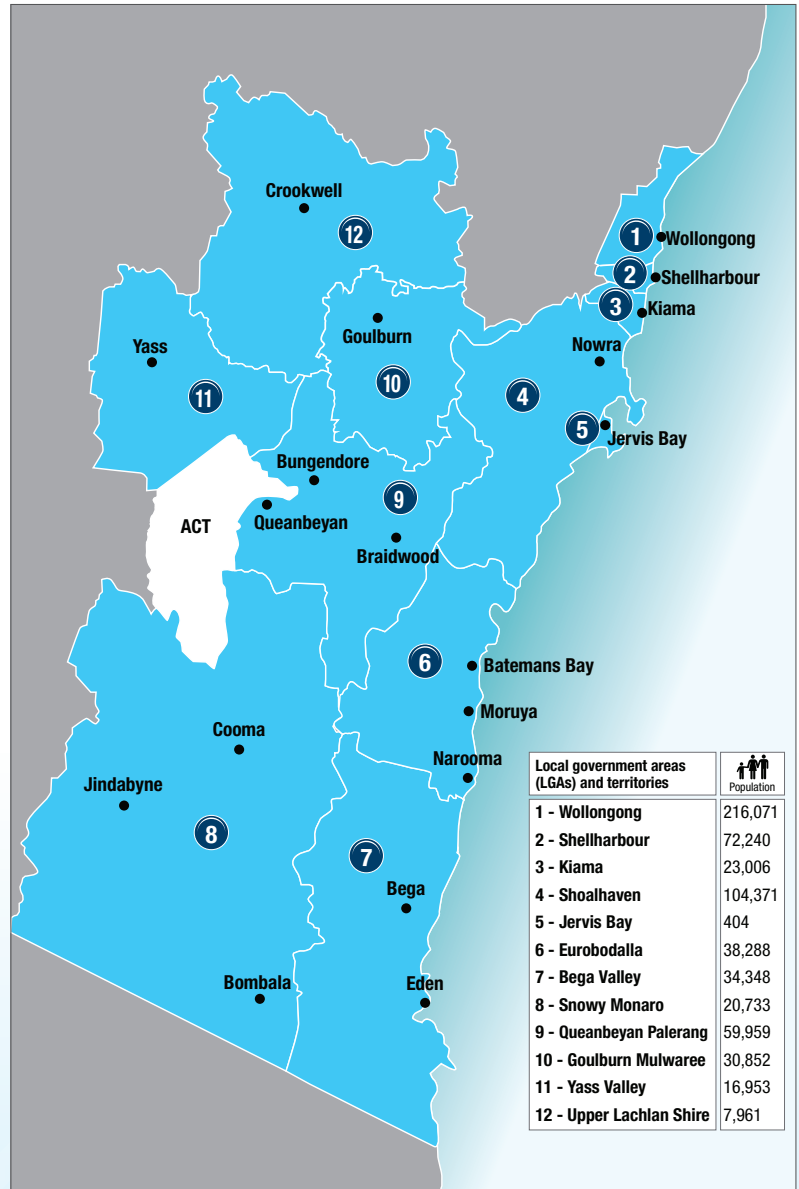 Crookwell
12
1
Wollongong
2
Shellharbour
3
Kiama
Goulburn
Nowra
Yass
10
4
11
5
Jervis Bay
Bungendore
9
Queanbeyan
ACT
Braidwood
6
Batemans Bay
Moruya
Cooma
Narooma
Jindabyne
8
7
Bega
Bombala
Eden
Local government areas (LGAs) and territories
Population
1 - Wollongong 216,071
2 - Shellharbour 72,240
3 - Kiama 23,006
4 - Shoalhaven 104,371
5 - Jervis Bay 404
6 - Eurobodalla 38,288
7 - Bega Valley 34,348
8 - Snowy Monaro 20,733
9 - Queanbeyan Palerang 59,959
10 - Goulburn Mulwaree 30,852
11 - Yass Valley 16,953
12 - Upper Lachlan Shire 7,961